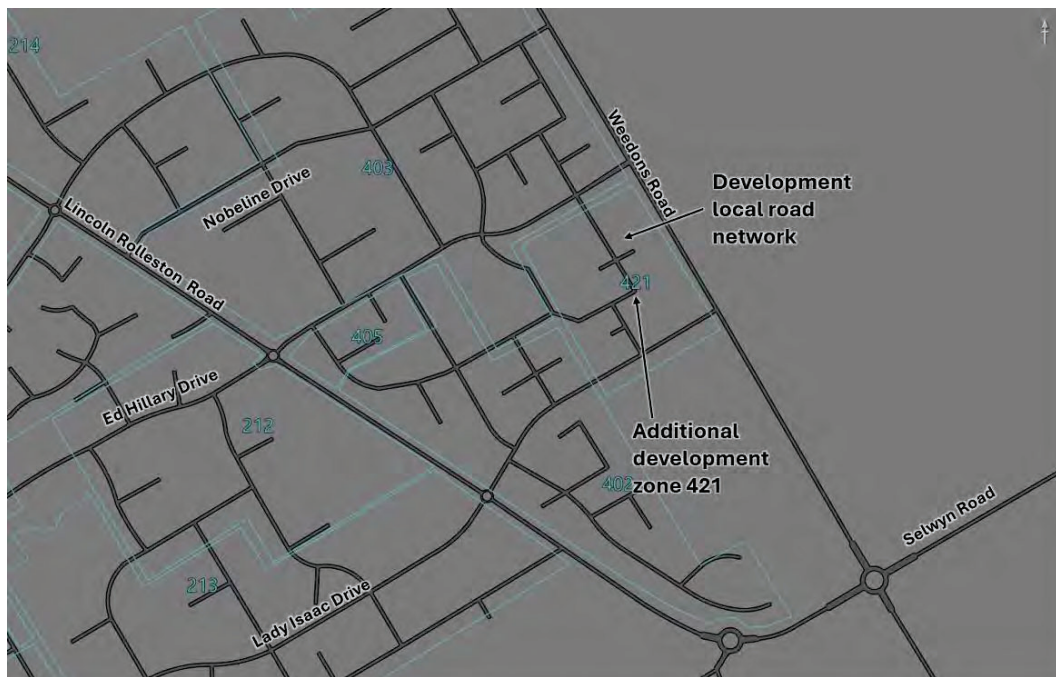 214
Weedons Road
403
Nobeline Drive
Development
local road
network
Lincoln Rolleston Road
421
405
Ed Hillary Drive
212
Additional
development
zone 421
402
Selwyn Road
213
Lady Isaac Drive